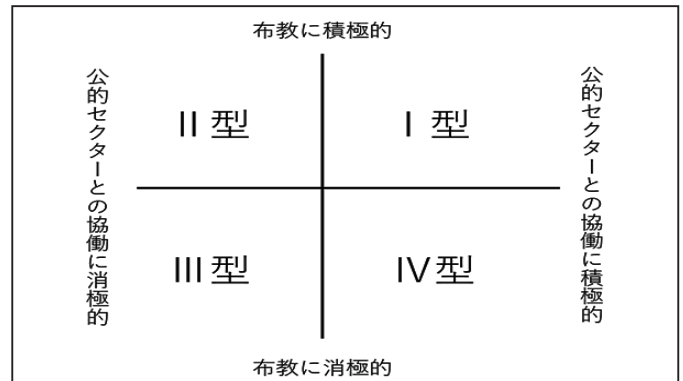 布教に積極的
公的セクターとの協働に消極的
II 型
I 型
公的セクターとの協働に積極的
III 型
IV 型
布教に消極的